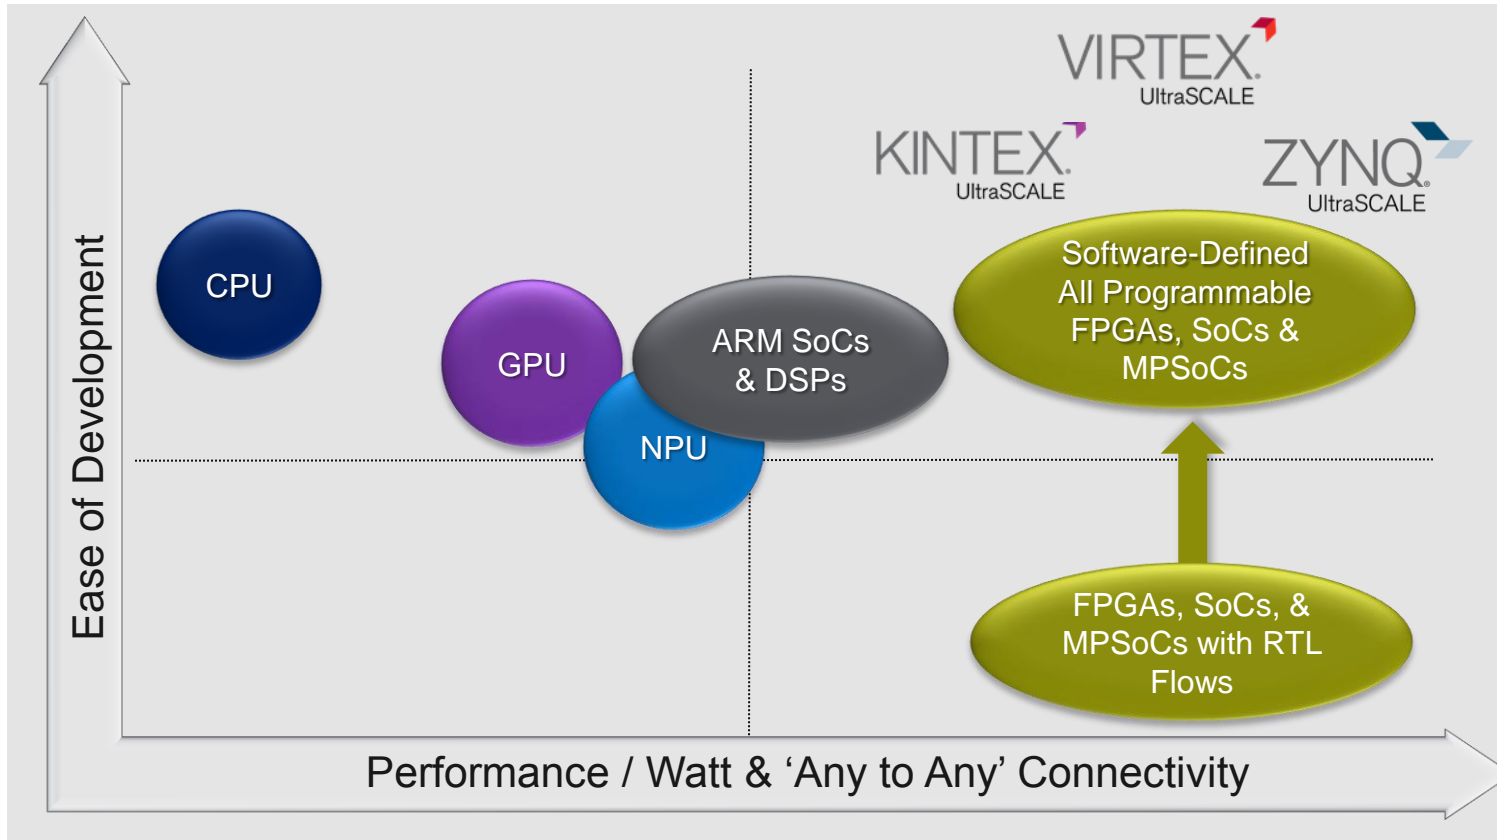 VIRTEX.
UltraSCALE
KINTEX.
UltraSCALE
ZYNQ®
UltraSCALE
Ease of Development
CPU
GPU
NPU
ARM SoCs
& DSPs
Software-Defined
All Programmable
FPGAs, SoCs &
MPSoCs
FPGAs, SoCs, &
MPSoCs with RTL
Flows
Performance / Watt & ‘Any to Any’ Connectivity